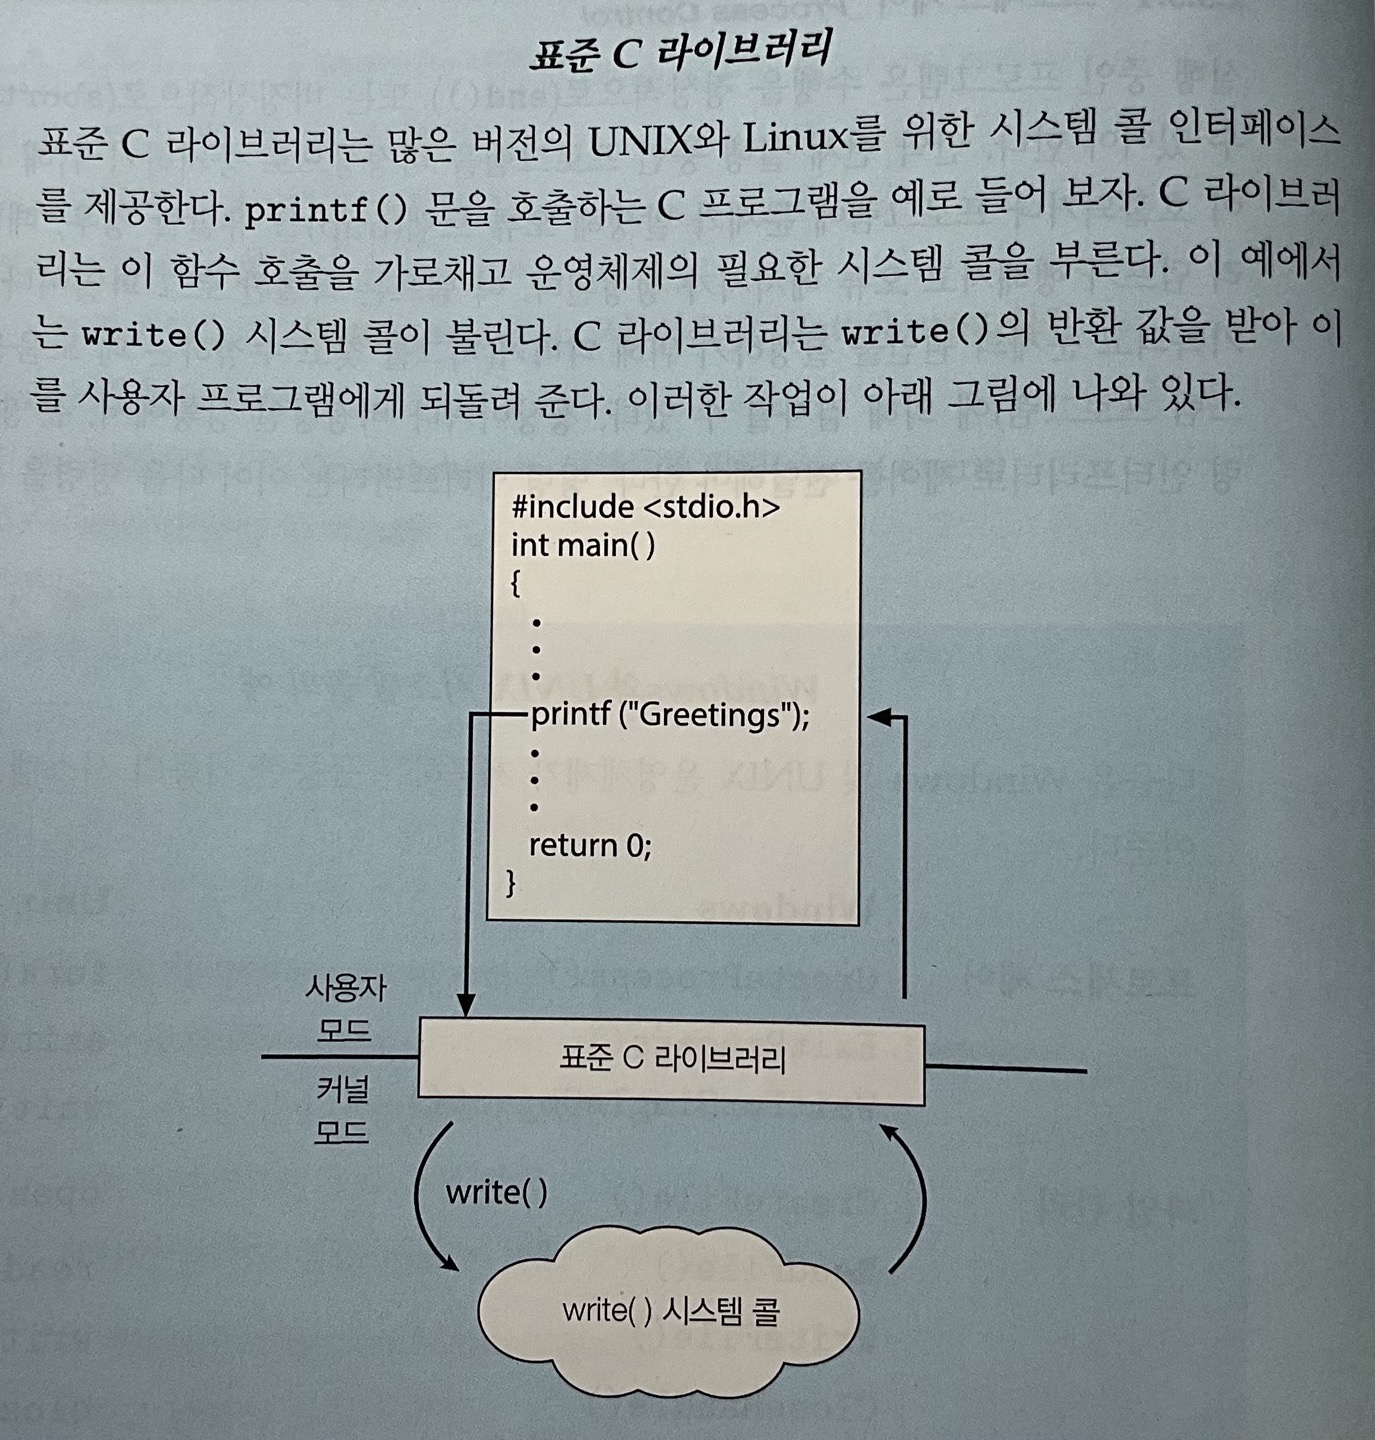 표준 C 라이브러리
표준 C 라이브러리는 많은 버전의 UNIX와 Linux를 위한 시스템 콜 인터페이스
를 제공한다. printf() 문을 호출하는 C 프로그램을 예로 들어 보자. C 라이브러
리는 이 함수 호출을 가로채고 운영체제의 필요한 시스템 콜을 부른다. 이 예에서
는 write() 시스템 콜이 불린다. C 라이브러리는 write()의 반환 값을 받아 이
를 사용자 프로그램에게 되돌려 준다. 이러한 작업이 아래 그림에 나와 있다.
#include <stdio.h>
int main( )
{
•
•
•
printf ("Greetings");
•
•
•
return 0;
}
사용자
모드
표준 C 라이브러리
커널
모드
write( )
write( ) 시스템 콜